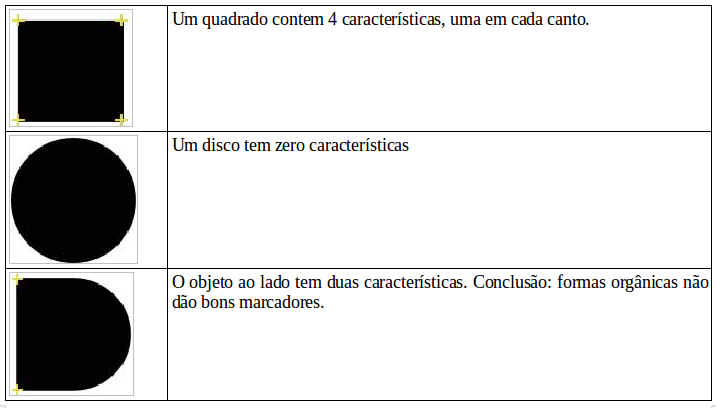 Um quadrado contem 4 características, uma em cada canto.
Um disco tem zero características
O objeto ao lado tem duas características. Conclusão: formas orgânicas não
dão bons marcadores.